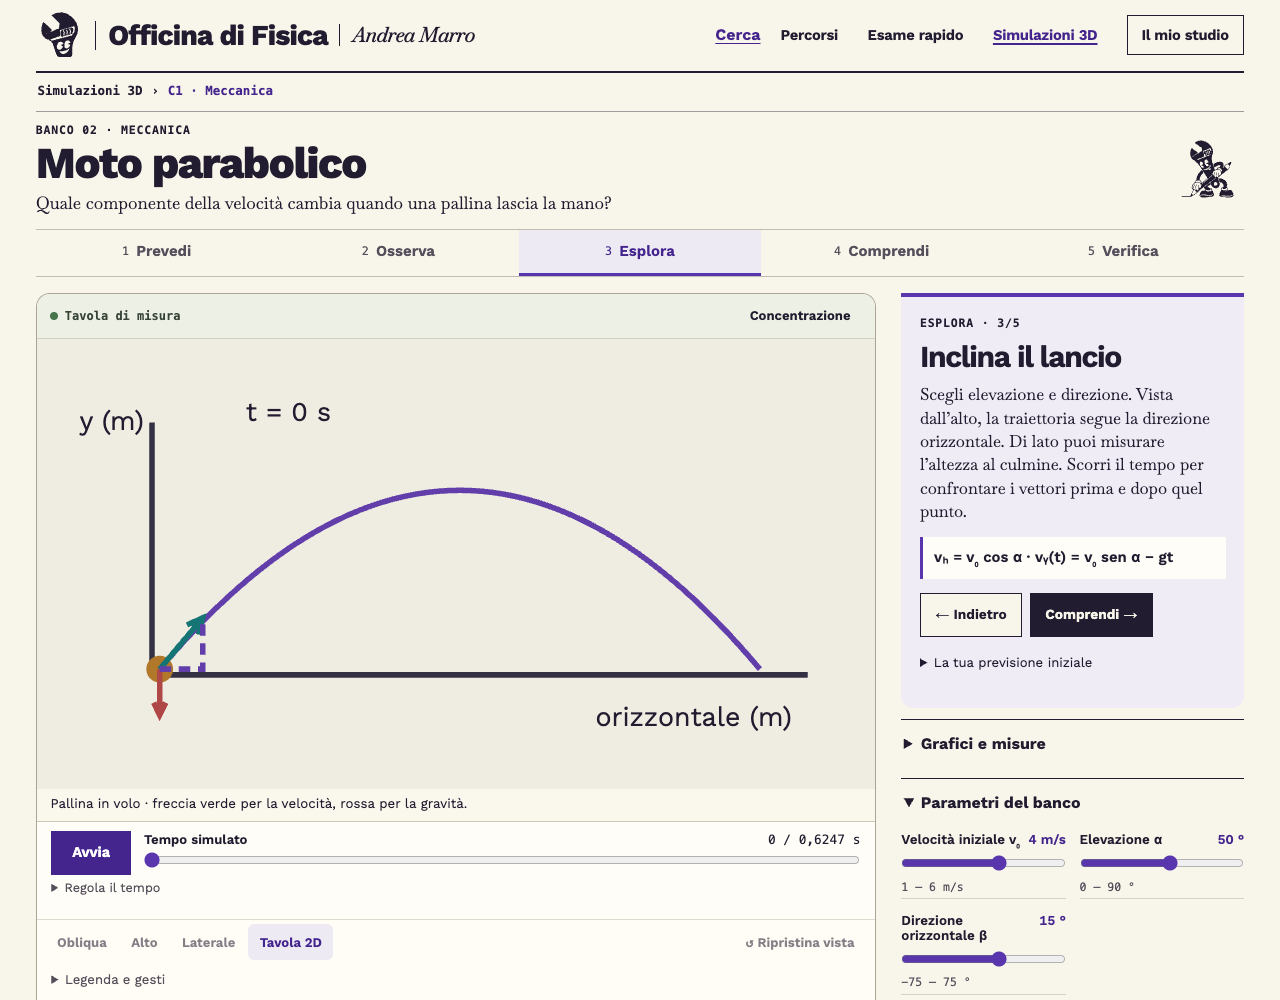 Officina di Fisica
Andrea Marro
Cerca
Percorsi
Esame rapido
Simulazioni 3D
Il mio studio
Simulazioni 3D › C1 · Meccanica
BANCO 02 · MECCANICA
Moto parabolico
Quale componente della velocità cambia quando una pallina lascia la mano?
1 Prevedi
2 Osserva
3 Esplora
4 Comprendi
5 Verifica
Tavola di misura
Concentrazione
y (m)
t = 0 s
orizzontale (m)
Pallina in volo · freccia verde per la velocità, rossa per la gravità.
Avvia
Tempo simulato
0 / 0,6247 s
▶ Regola il tempo
Obliqua
Alto
Laterale
Tavola 2D
↺ Ripristina vista
▶ Legenda e gesti
ESPLORA · 3/5
Inclina il lancio
Scegli elevazione e direzione. Vista
dall’alto, la traiettoria segue la direzione
orizzontale. Di lato puoi misurare
l’altezza al culmine. Scorri il tempo per
confrontare i vettori prima e dopo quel
punto.
vₕ = v₀ cos α · vᵧ(t) = v₀ sen α − gt
← Indietro
Comprendi →
▶ La tua previsione iniziale
▶ Grafici e misure
▼ Parametri del banco
Velocità iniziale v₀ 4 m/s
1 — 6 m/s
Elevazione α 50 °
0 — 90 °
Direzione
orizzontale β
15 °
−75 — 75 °